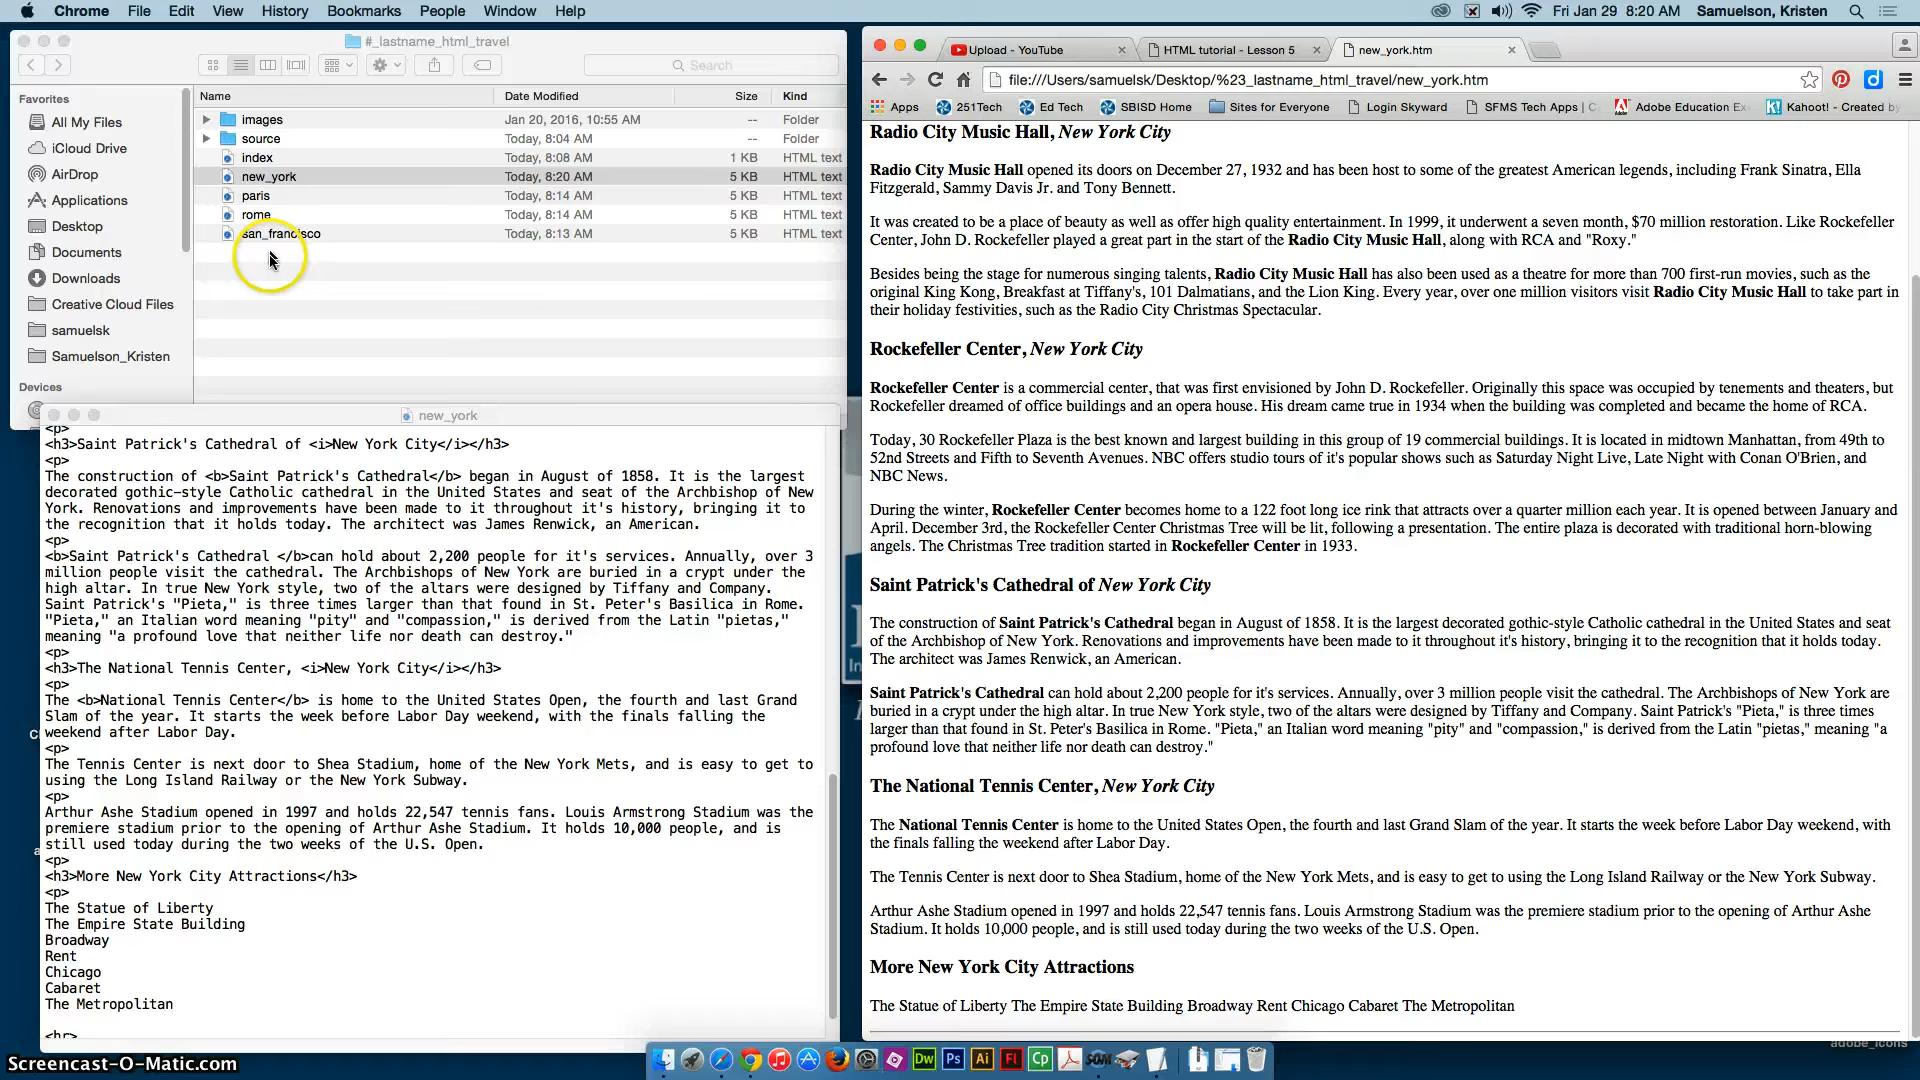 Chrome File Edit View History Bookmarks People Window Help
Fri Jan 29 8:20 AM Samuelson, Kristen
#_lastname_html_travel
Search
Favorites
All My Files
iCloud Drive
AirDrop
Applications
Desktop
Documents
Downloads
Creative Cloud Files
samuelsk
Samuelson_Kristen
Devices
Name Date Modified Size Kind
images Jan 20, 2016, 10:55 AM -- Folder
source Today, 8:04 AM -- Folder
index Today, 8:08 AM 1 KB HTML text
new_york Today, 8:20 AM 5 KB HTML text
paris Today, 8:14 AM 5 KB HTML text
rome Today, 8:14 AM 5 KB HTML text
san_francisco Today, 8:13 AM 5 KB HTML text
new_york
<p>
<h3>Saint Patrick's Cathedral of <i>New York City</i></h3>
<p>
The construction of <b>Saint Patrick's Cathedral</b> began in August of 1858. It is the largest
decorated gothic-style Catholic cathedral in the United States and seat of the Archbishop of New
York. Renovations and improvements have been made to it throughout it's history, bringing it to
the recognition that it holds today. The architect was James Renwick, an American.
<p>
<b>Saint Patrick's Cathedral </b>can hold about 2,200 people for it's services. Annually, over 3
million people visit the cathedral. The Archbishops of New York are buried in a crypt under the
high altar. In true New York style, two of the altars were designed by Tiffany and Company.
Saint Patrick's "Pieta," is three times larger than that found in St. Peter's Basilica in Rome.
"Pieta," an Italian word meaning "pity" and "compassion," is derived from the Latin "pietas,"
meaning "a profound love that neither life nor death can destroy."
<p>
<h3>The National Tennis Center, <i>New York City</i></h3>
<p>
The <b>National Tennis Center</b> is home to the United States Open, the fourth and last Grand
Slam of the year. It starts the week before Labor Day weekend, with the finals falling the
weekend after Labor Day.
<p>
The Tennis Center is next door to Shea Stadium, home of the New York Mets, and is easy to get to
using the Long Island Railway or the New York Subway.
<p>
Arthur Ashe Stadium opened in 1997 and holds 22,547 tennis fans. Louis Armstrong Stadium was the
premiere stadium prior to the opening of Arthur Ashe Stadium. It holds 10,000 people, and is
still used today during the two weeks of the U.S. Open.
<p>
<h3>More New York City Attractions</h3>
<p>
The Statue of Liberty
The Empire State Building
Broadway
Rent
Chicago
Cabaret
The Metropolitan
<hr>
Upload - YouTube
HTML tutorial - Lesson 5
new_york.htm
file:///Users/samuelsk/Desktop/%23_lastname_html_travel/new_york.htm
Apps 251Tech Ed Tech SBISD Home Sites for Everyone Login Skyward SFMS Tech Apps | Adobe Education Kahoot! - Created by
Radio City Music Hall, New York City
Radio City Music Hall opened its doors on December 27, 1932 and has been host to some of the greatest American legends, including Frank Sinatra, Ella
Fitzgerald, Sammy Davis Jr. and Tony Bennett.
It was created to be a place of beauty as well as offer high quality entertainment. In 1999, it underwent a seven month, $70 million restoration. Like Rockefeller
Center, John D. Rockefeller played a great part in the start of the Radio City Music Hall, along with RCA and "Roxy."
Besides being the stage for numerous singing talents, Radio City Music Hall has also been used as a theatre for more than 700 first-run movies, such as the
original King Kong, Breakfast at Tiffany's, 101 Dalmatians, and the Lion King. Every year, over one million visitors visit Radio City Music Hall to take part in
their holiday festivities, such as the Radio City Christmas Spectacular.
Rockefeller Center, New York City
Rockefeller Center is a commercial center, that was first envisioned by John D. Rockefeller. Originally this space was occupied by tenements and theaters, but
Rockefeller dreamed of office buildings and an opera house. His dream came true in 1934 when the building was completed and became the home of RCA.
Today, 30 Rockefeller Plaza is the best known and largest building in this group of 19 commercial buildings. It is located in midtown Manhattan, from 49th to
52nd Streets and Fifth to Seventh Avenues. NBC offers studio tours of it's popular shows such as Saturday Night Live, Late Night with Conan O'Brien, and
NBC News.
During the winter, Rockefeller Center becomes home to a 122 foot long ice rink that attracts over a quarter million each year. It is opened between January and
April. December 3rd, the Rockefeller Center Christmas Tree will be lit, following a presentation. The entire plaza is decorated with traditional horn-blowing
angels. The Christmas Tree tradition started in Rockefeller Center in 1933.
Saint Patrick's Cathedral of New York City
The construction of Saint Patrick's Cathedral began in August of 1858. It is the largest decorated gothic-style Catholic cathedral in the United States and seat
of the Archbishop of New York. Renovations and improvements have been made to it throughout it's history, bringing it to the recognition that it holds today.
The architect was James Renwick, an American.
Saint Patrick's Cathedral can hold about 2,200 people for it's services. Annually, over 3 million people visit the cathedral. The Archbishops of New York are
buried in a crypt under the high altar. In true New York style, two of the altars were designed by Tiffany and Company. Saint Patrick's "Pieta," is three times
larger than that found in St. Peter's Basilica in Rome. "Pieta," an Italian word meaning "pity" and "compassion," is derived from the Latin "pietas," meaning "a
profound love that neither life nor death can destroy."
The National Tennis Center, New York City
The National Tennis Center is home to the United States Open, the fourth and last Grand Slam of the year. It starts the week before Labor Day weekend, with
the finals falling the weekend after Labor Day.
The Tennis Center is next door to Shea Stadium, home of the New York Mets, and is easy to get to using the Long Island Railway or the New York Subway.
Arthur Ashe Stadium opened in 1997 and holds 22,547 tennis fans. Louis Armstrong Stadium was the premiere stadium prior to the opening of Arthur Ashe
Stadium. It holds 10,000 people, and is still used today during the two weeks of the U.S. Open.
More New York City Attractions
The Statue of Liberty The Empire State Building Broadway Rent Chicago Cabaret The Metropolitan
adobe_icons
Dw Ps Ai Fl Cp SOM
Screencast-O-Matic.com